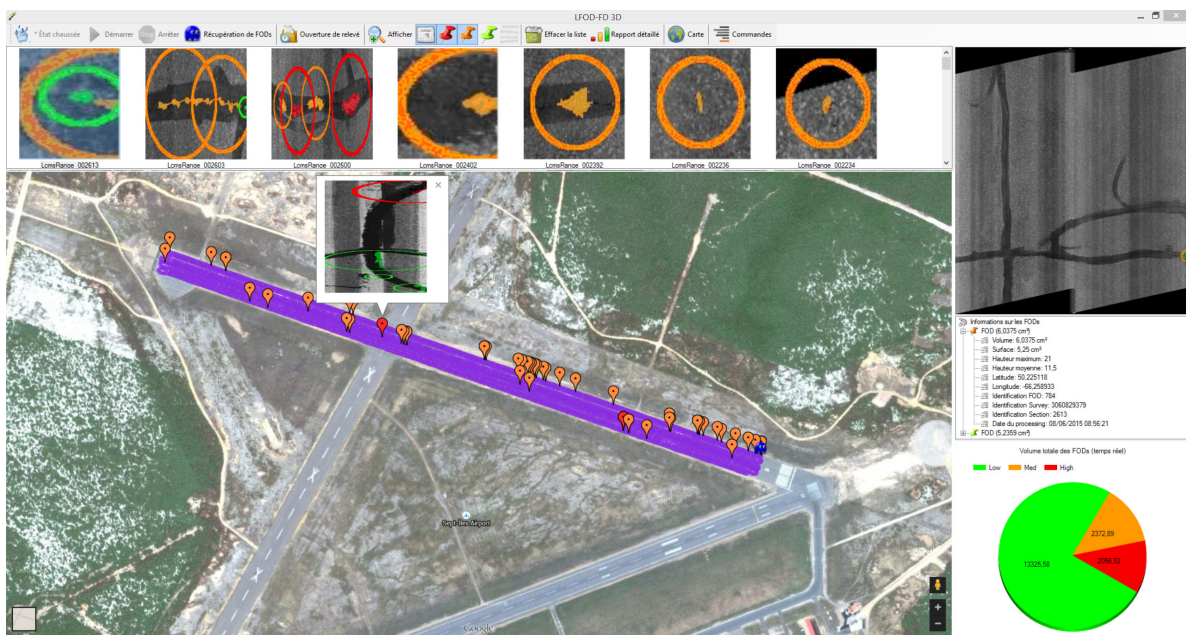 LFOD-FD 3D
* État chaussée Démarrer Arrêter Récupération de FODs Ouverture de relevé Afficher Effacer la liste Rapport détaillé Carte Commandes
LcmsRange_002613 LcmsRange_002603 LcmsRange_002600 LcmsRange_002402 LcmsRange_002392 LcmsRange_002236 LcmsRange_002234
Sept-Îles Airport
Google
Informations sur les FODs
FOD (6,0375 cm³)
Volume: 6,0375 cm³
Surface: 5,25 cm²
Hauteur maximum: 21
Hauteur moyenne: 11,5
Latitude: 50,225118
Longitude: -66,258933
Identification FOD: 784
Identification Survey: 3060829379
Identification Section: 2613
Date du processing: 08/06/2015 08:56:21
FOD (5,2359 cm³)
Volume totale des FODs (temps réel)
Low Med High
2372,89
13325,58
2056,53